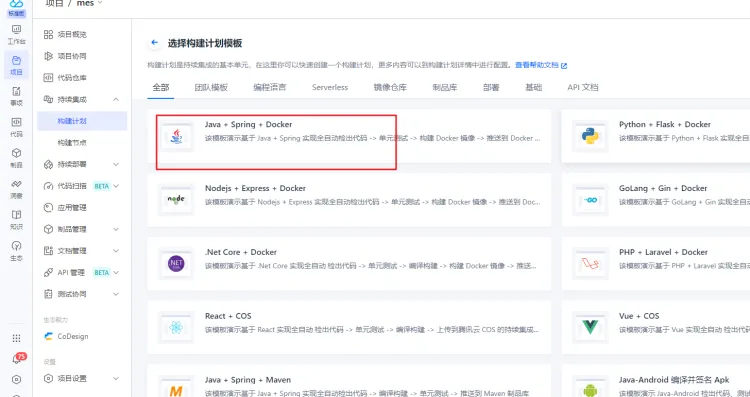 标准版
项目 / mes
工作台
项目
事项
代码
制品
洞察
知识
生态
75
项目概览
项目协同
代码仓库
持续集成
构建计划
构建节点
持续部署
代码扫描 BETA
应用管理
制品管理
文档管理
API 管理 BETA
测试协同
CoDesign
设置
项目设置
← 选择构建计划模板
构建计划是持续集成的基本单元，在这里你可以快速创建一个构建计划，更多内容可以到构建计划详情中进行配置。查看帮助文档
全部 团队模板 编程语言 Serverless 镜像仓库 制品库 部署 基础 API 文档
Java + Spring + Docker
该模板演示基于 Java + Spring 实现全自动检出代码 -> 单元测试 -> 构建 Docker 镜像 -> 推送到 Docker ...
Python + Flask + Docker
该模板演示基于 Python + Flask 实现全自
Nodejs + Express + Docker
该模板演示基于 Nodejs + Express 实现全自动检出代码 -> 单元测试 -> 构建 Docker 镜像 -> 推送到 Doc...
GoLang + Gin + Docker
该模板演示基于 GoLang + Gin 实现全自
.Net Core + Docker
该模板演示基于 .Net Core 实现全自动 检出代码 -> 单元测试 -> 编译构建 -> 构建 Docker 镜像 -> 推送...
PHP + Laravel + Docker
该模板演示基于 PHP + Laravel 实现全自
React + COS
该模板演示基于 React 实现全自动 检出代码 -> 单元测试 -> 编译构建 -> 上传到腾讯云 COS 的持续集成...
Vue + COS
该模板演示基于 Vue 实现全自动 检出代码
Java + Spring + Maven
该模板演示基于 Java + Spring 实现全自动检出代码 -> 编译构建 -> 单元测试 -> 推送到 Maven 制品库
Java-Android 编译并签名 Apk
该模板演示 Java-Android 实现全自动 检出代码